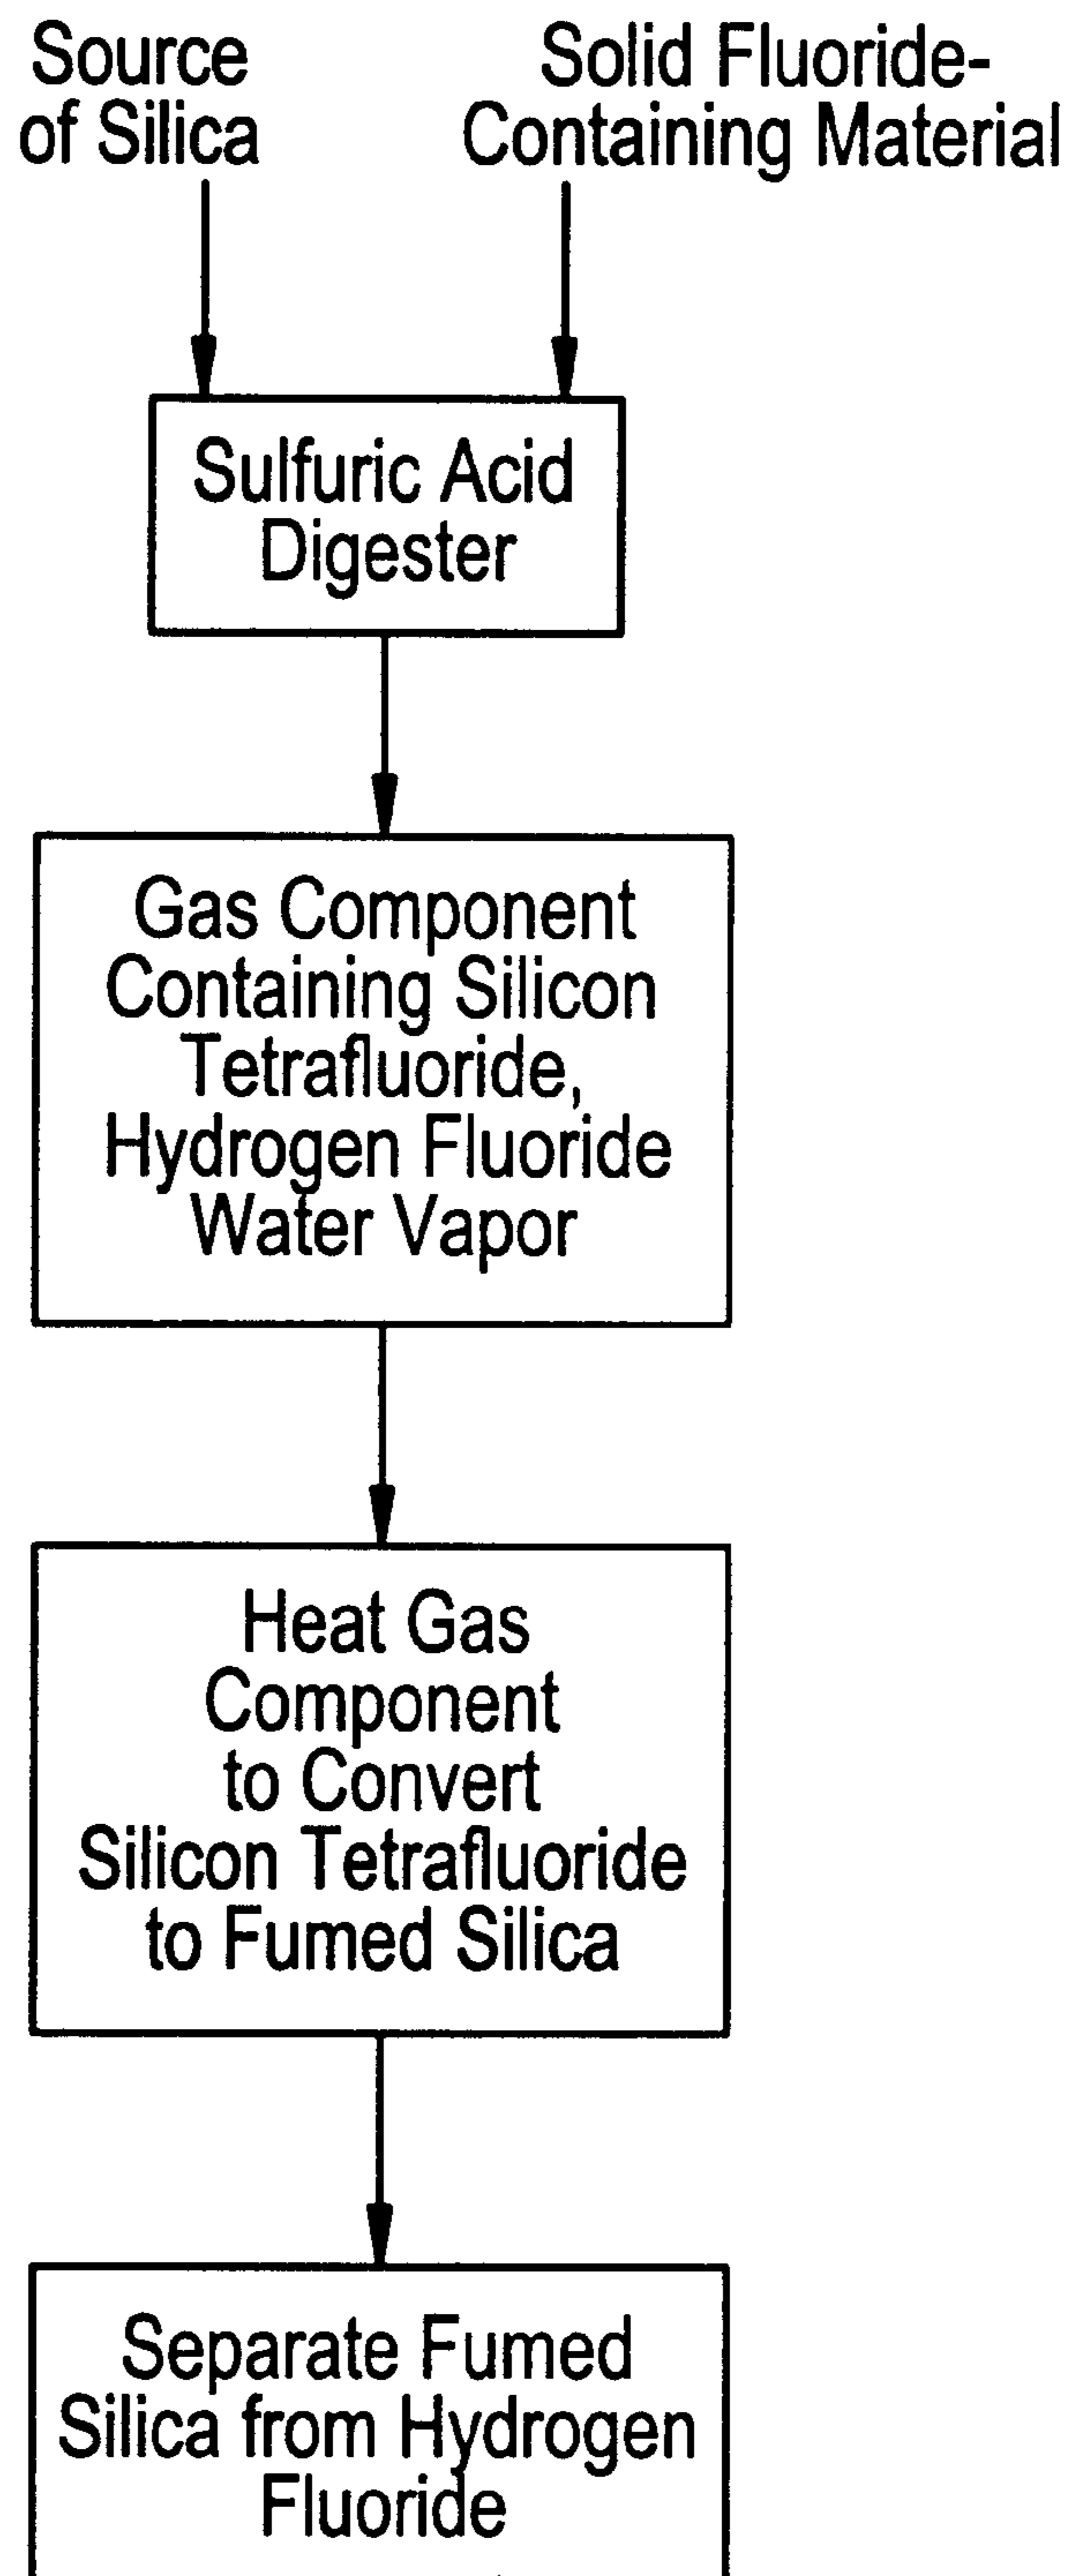 Source
of Silica
Solid Fluoride-
Containing Material
Sulfuric Acid
Digester
Gas Component
Containing Silicon
Tetrafluoride,
Hydrogen Fluoride
Water Vapor
Heat Gas
Component
to Convert
Silicon Tetrafluoride
to Fumed Silica
Separate Fumed
Silica from Hydrogen
Fluoride